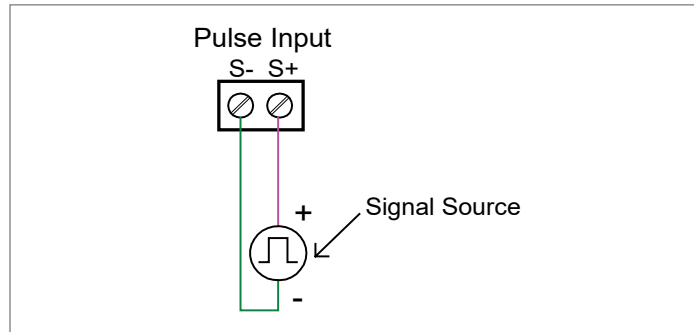 Pulse Input
S- S+
+
Signal Source
-